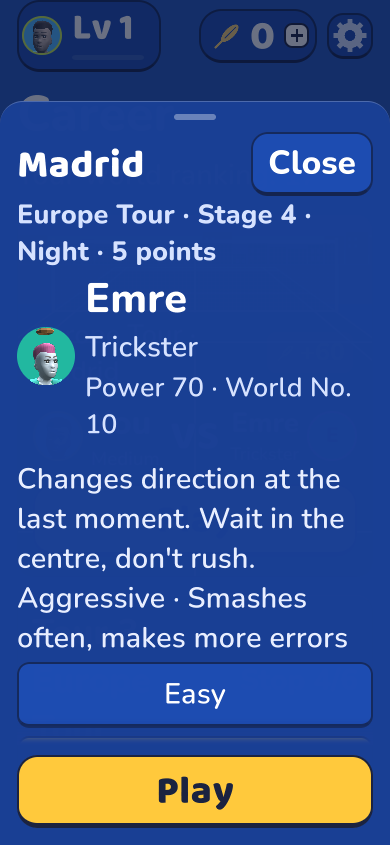 Lv 1
0
Madrid
Close
Europe Tour · Stage 4 ·
Night · 5 points
Emre
Trickster
Power 70 · World No.
10
Changes direction at the
last moment. Wait in the
centre, don't rush.
Aggressive · Smashes
often, makes more errors
Easy
Play